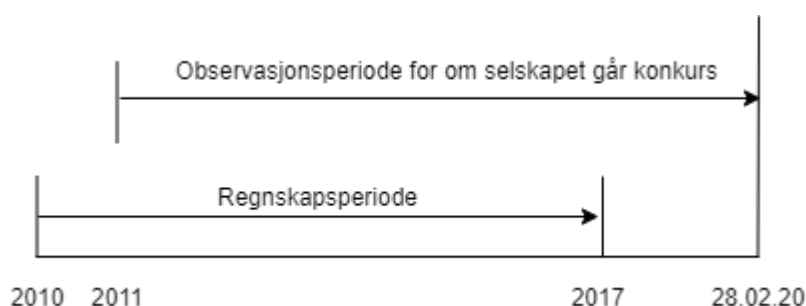 Observasjonsperiode for om selskapet går konkurs
Regnskapsperiode
2010 2011 2017 28.02.20